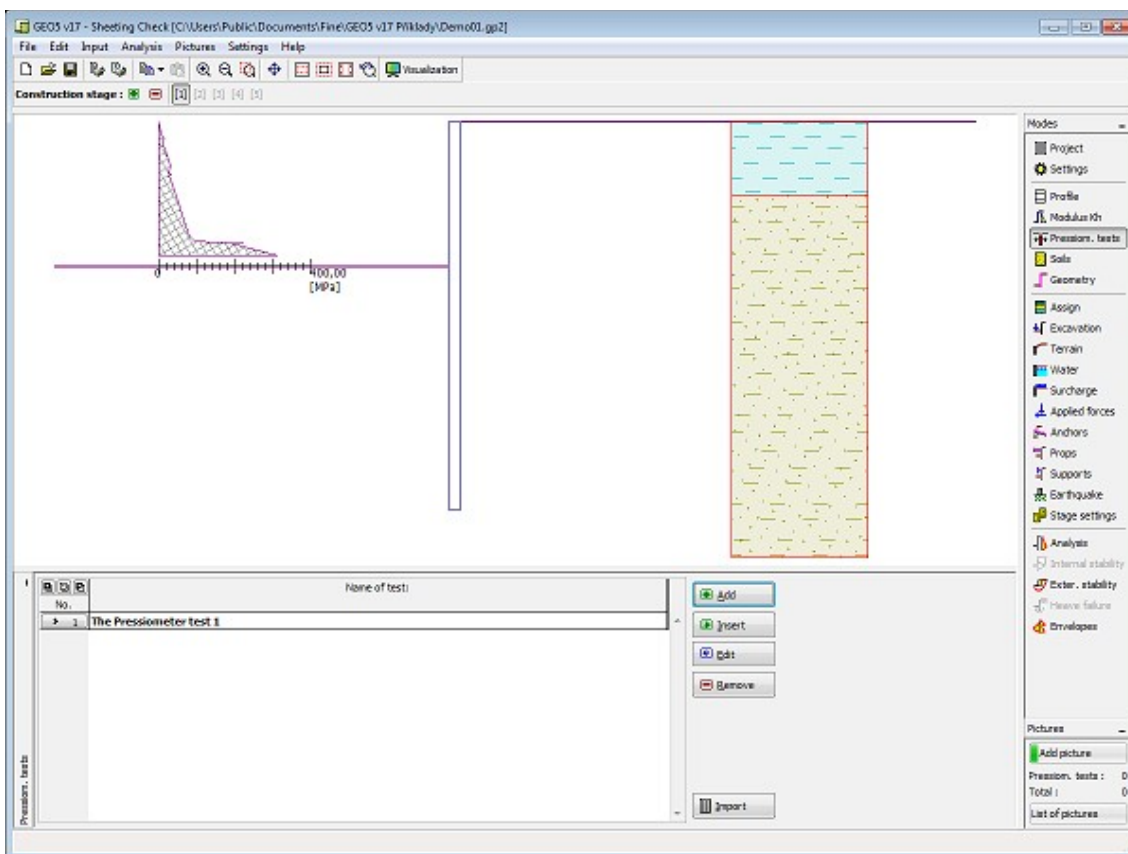 GEO5 v17 - Sheeting Check [C:\Users\Public\Documents\Fine\GEO5 v17 Příklady\Demo01.gp2]
File Edit Input Analysis Pictures Settings Help
Visualization
Construction stage : [1] [2] [3] [4] [5]
0
400,00
[MPa]
Modes
Project
Settings
Profile
Modulus Kh
Pressiom. tests
Soils
Geometry
Assign
Excavation
Terrain
Water
Surcharge
Applied forces
Anchors
Props
Supports
Earthquake
Stage settings
Analysis
Internal stability
Exter. stability
Heave failure
Envelopes
Pressiom. tests
No.
Name of test:
1 The Pressiometer test 1
Add
Insert
Edit
Remove
Import
Pictures
Add picture
Pressiom. tests : 0
Total : 0
List of pictures